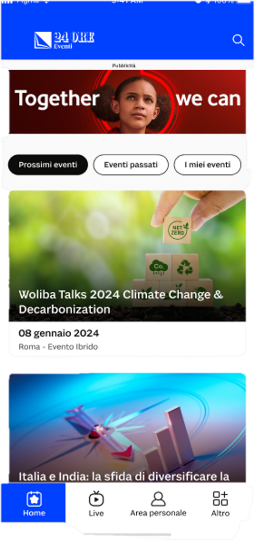 24 ORE
Eventi
Pubblicità
Together we can
Prossimi eventi
Eventi passati
I miei eventi
NET
ZERO
Woliba Talks 2024 Climate Change &
Decarbonization
08 gennaio 2024
Roma - Evento Ibrido
Italia e India: la sfida di diversificare la
Home
Live
Area personale
Altro